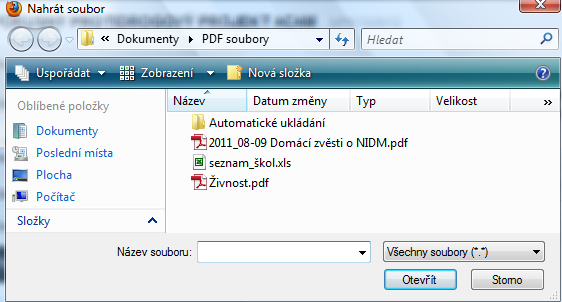 Nahrát soubor
« Dokumenty PDF soubory Hledat
Uspořádat Zobrazení Nová složka
Oblíbené položky
Dokumenty
Poslední místa
Plocha
Počítač
Složky
Název Datum změny Typ Velikost »
Automatické ukládání
2011_08-09 Domácí zvěsti o NIDM.pdf
seznam_škol.xls
Živnost.pdf
Název souboru: Všechny soubory (*.*)
Otevřít Storno